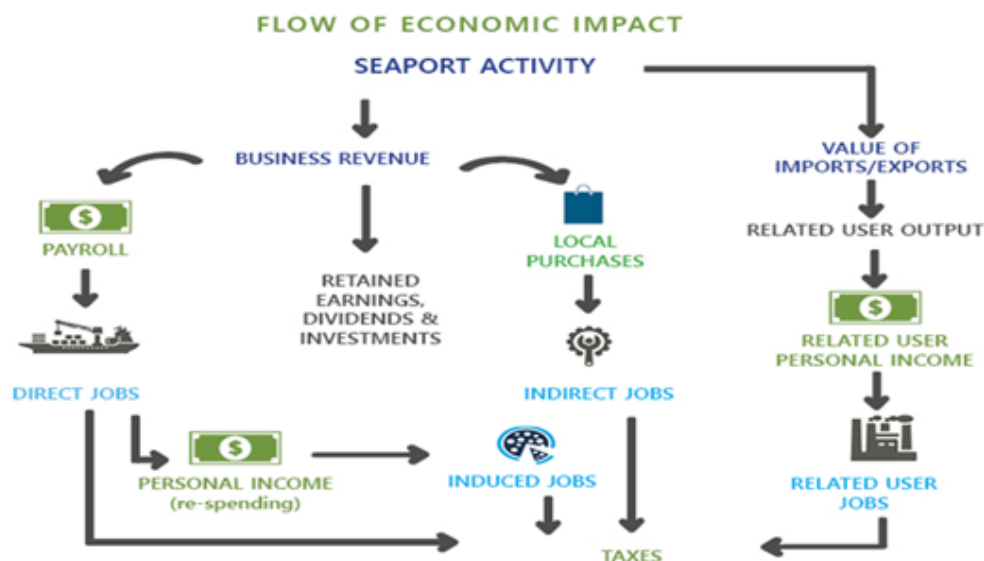 FLOW OF ECONOMIC IMPACT
SEAPORT ACTIVITY
BUSINESS REVENUE
VALUE OF
IMPORTS/EXPORTS
$
PAYROLL
LOCAL
PURCHASES
RELATED USER OUTPUT
RETAINED
EARNINGS,
DIVIDENDS &
INVESTMENTS
$
RELATED USER
PERSONAL INCOME
DIRECT JOBS
INDIRECT JOBS
$
PERSONAL INCOME
(re-spending)
INDUCED JOBS
RELATED USER
JOBS
TAXES